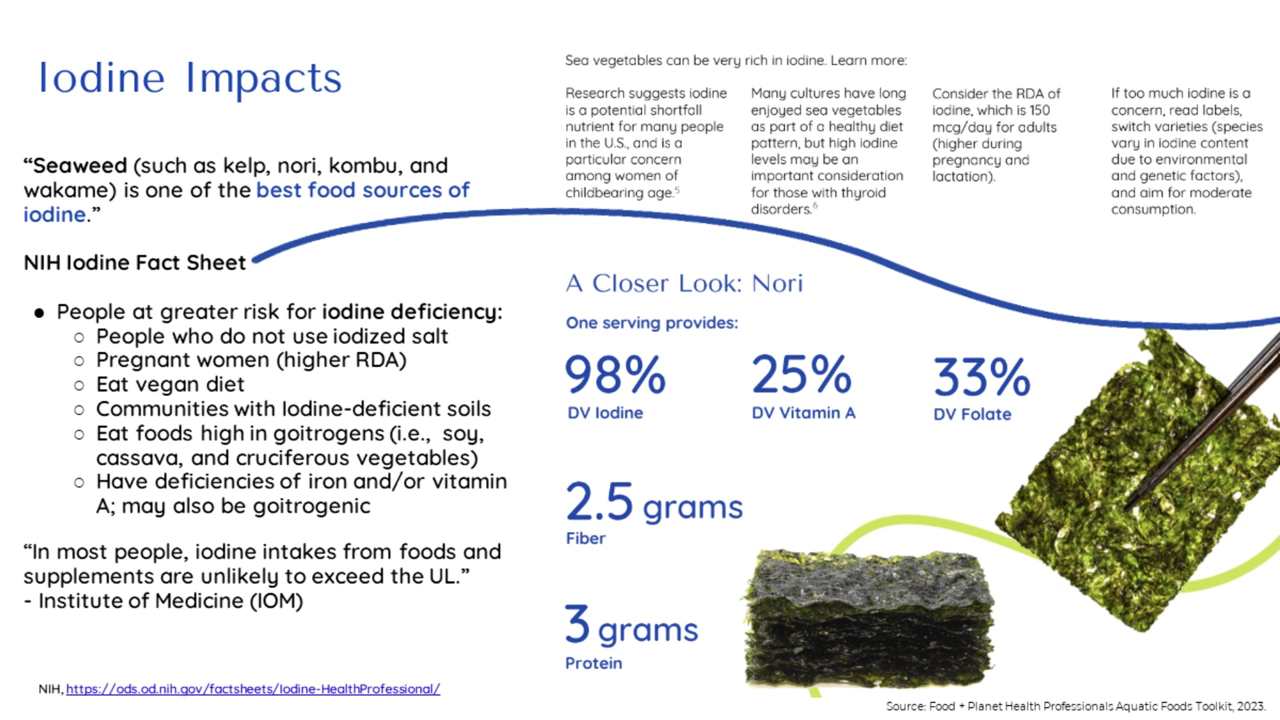 Iodine Impacts
“Seaweed (such as kelp, nori, kombu, and
wakame) is one of the best food sources of
iodine.”
NIH Iodine Fact Sheet
● People at greater risk for iodine deficiency:
○ People who do not use iodized salt
○ Pregnant women (higher RDA)
○ Eat vegan diet
○ Communities with Iodine-deficient soils
○ Eat foods high in goitrogens (i.e., soy,
cassava, and cruciferous vegetables)
○ Have deficiencies of iron and/or vitamin
A; may also be goitrogenic
“In most people, iodine intakes from foods and
supplements are unlikely to exceed the UL.”
- Institute of Medicine (IOM)
NIH, https://ods.od.nih.gov/factsheets/Iodine-HealthProfessional/
Sea vegetables can be very rich in iodine. Learn more:
Research suggests iodine
is a potential shortfall
nutrient for many people
in the U.S., and is a
particular concern
among women of
childbearing age.⁵
Many cultures have long
enjoyed sea vegetables
as part of a healthy diet
pattern, but high iodine
levels may be an
important consideration
for those with thyroid
disorders.⁶
Consider the RDA of
iodine, which is 150
mcg/day for adults
(higher during
pregnancy and
lactation).
If too much iodine is a
concern, read labels,
switch varieties (species
vary in iodine content
due to environmental
and genetic factors),
and aim for moderate
consumption.
A Closer Look: Nori
One serving provides:
98%
DV Iodine
25%
DV Vitamin A
33%
DV Folate
2.5 grams
Fiber
3 grams
Protein
Source: Food + Planet Health Professionals Aquatic Foods Toolkit, 2023.